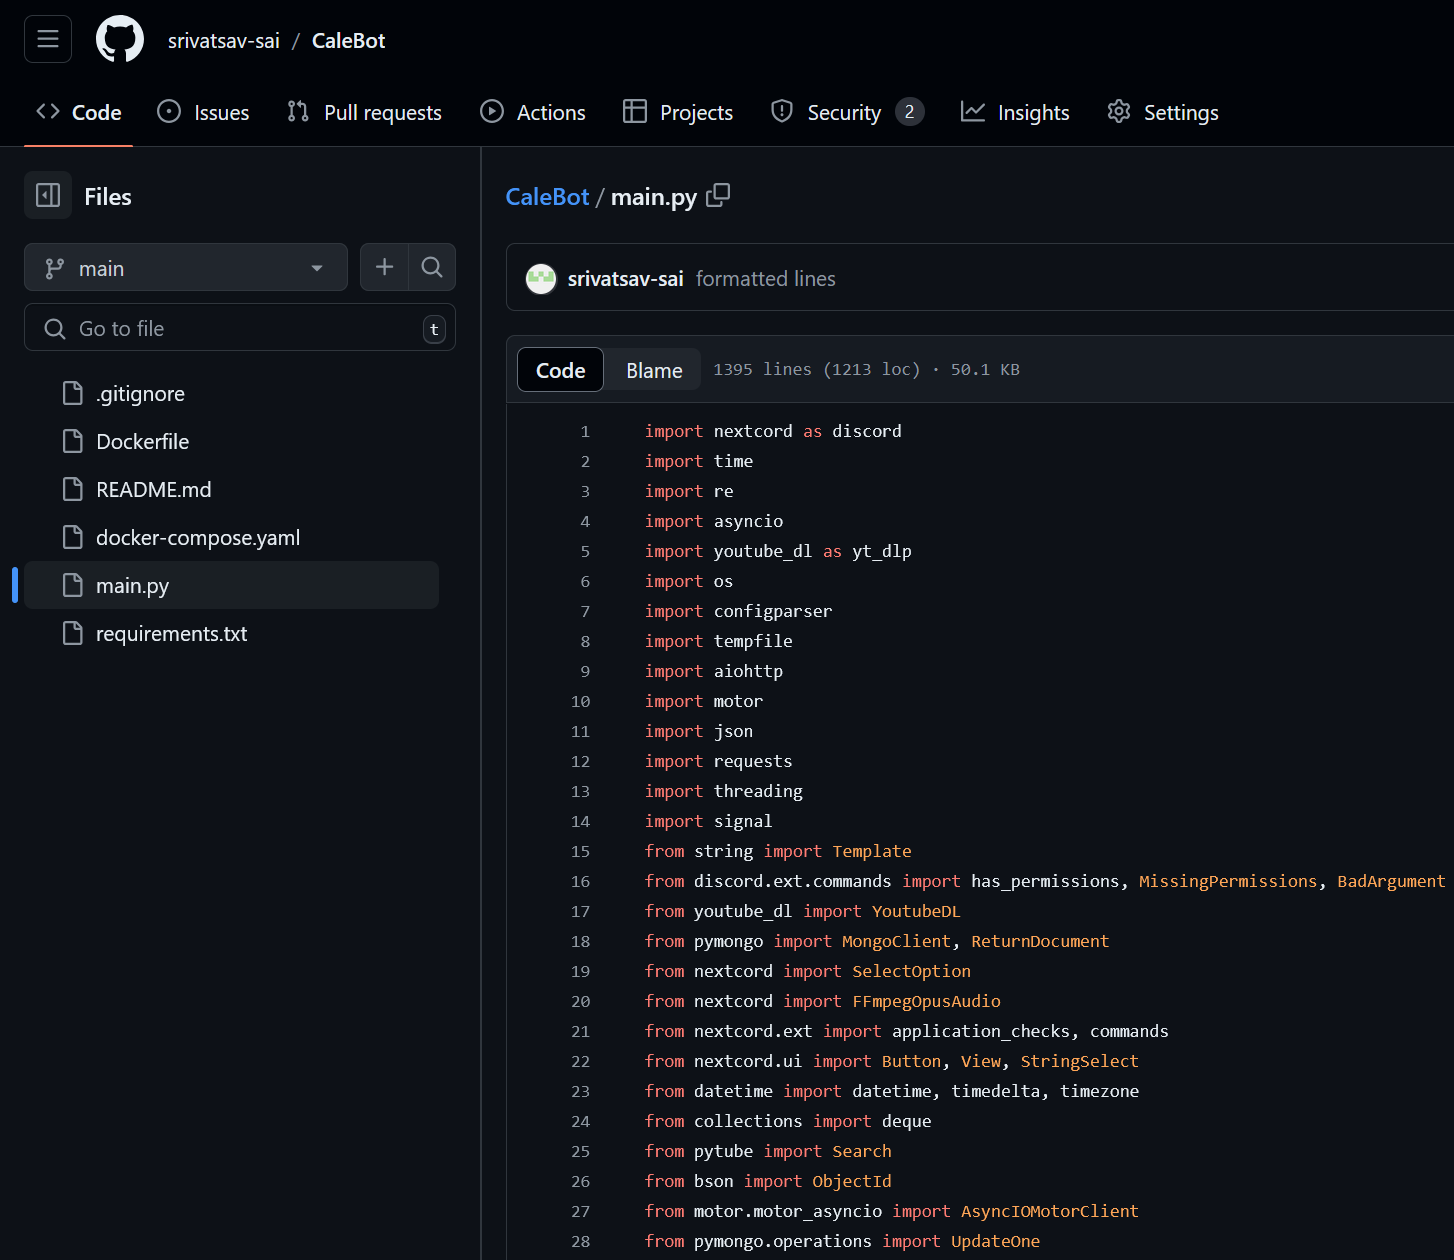 srivatsav-sai / CaleBot
Code Issues Pull requests Actions Projects Security 2 Insights Settings
Files
main
Go to file t
.gitignore
Dockerfile
README.md
docker-compose.yaml
main.py
requirements.txt
CaleBot / main.py
srivatsav-sai formatted lines
Code Blame 1395 lines (1213 loc) · 50.1 KB
1 import nextcord as discord
2 import time
3 import re
4 import asyncio
5 import youtube_dl as yt_dlp
6 import os
7 import configparser
8 import tempfile
9 import aiohttp
10 import motor
11 import json
12 import requests
13 import threading
14 import signal
15 from string import Template
16 from discord.ext.commands import has_permissions, MissingPermissions, BadArgument
17 from youtube_dl import YoutubeDL
18 from pymongo import MongoClient, ReturnDocument
19 from nextcord import SelectOption
20 from nextcord import FFmpegOpusAudio
21 from nextcord.ext import application_checks, commands
22 from nextcord.ui import Button, View, StringSelect
23 from datetime import datetime, timedelta, timezone
24 from collections import deque
25 from pytube import Search
26 from bson import ObjectId
27 from motor.motor_asyncio import AsyncIOMotorClient
28 from pymongo.operations import UpdateOne